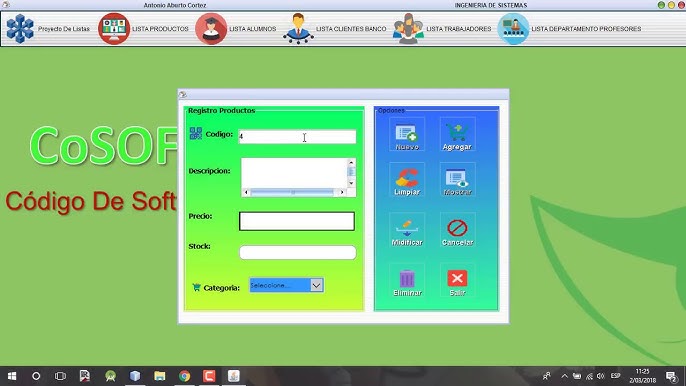 Antonio Aburto Cortez
INGENIERIA DE SISTEMAS
Proyecto De Listas
LISTA PRODUCTOS
LISTA ALUMNOS
LISTA CLIENTES BANCO
LISTA TRABAJADORES
LISTA DEPARTAMENTO PROFESORES
CoSOF
Código De Soft
Registro Productos
Codigo: 4
Descripcion:
Precio:
Stock:
Categoria: Seleccione...
Opciones
Nuevo
Agregar
Limpiar
Mostrar
Midificar
Cancelar
Eliminar
Salir
ESP
11:25
2/03/2018